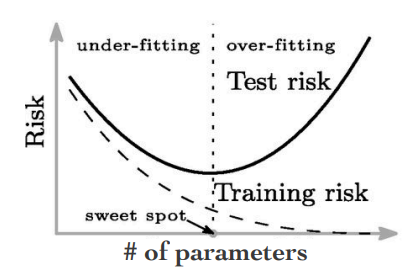 under-fitting
over-fitting
Test risk
Risk
Training risk
sweet spot
# of parameters